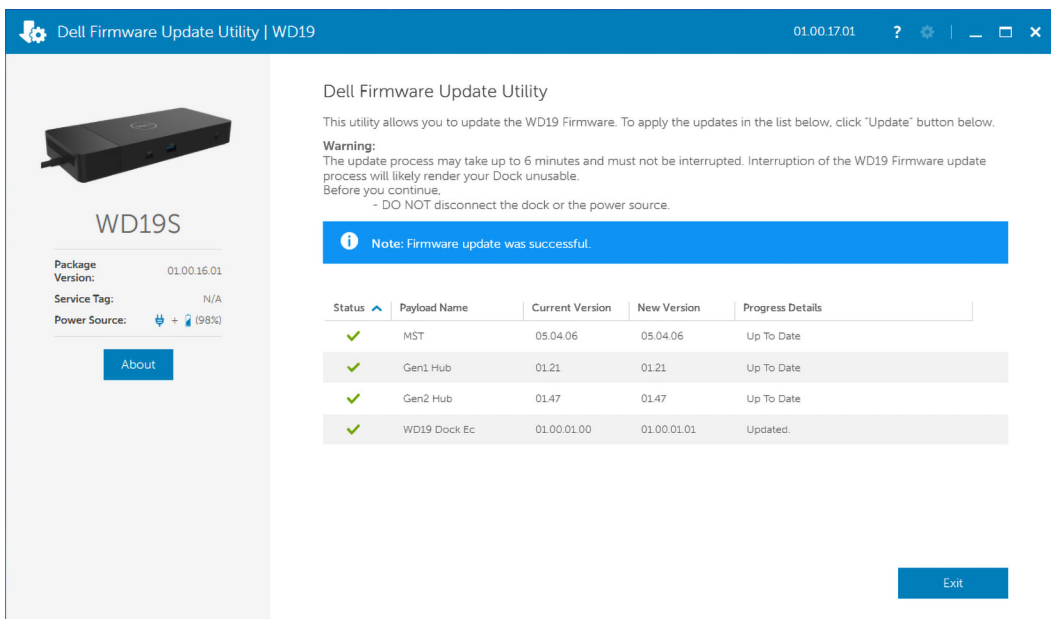 Dell Firmware Update Utility | WD19
01.00.17.01
?
Dell Firmware Update Utility
This utility allows you to update the WD19 Firmware. To apply the updates in the list below, click "Update" button below.
Warning:
The update process may take up to 6 minutes and must not be interrupted. Interruption of the WD19 Firmware update
process will likely render your Dock unusable.
Before you continue,
- DO NOT disconnect the dock or the power source.
Note: Firmware update was successful.
WD19S
Package
Version:
01.00.16.01
Service Tag: N/A
Power Source: + (98%)
About
Status Payload Name Current Version New Version Progress Details
MST 05.04.06 05.04.06 Up To Date
Gen1 Hub 01.21 01.21 Up To Date
Gen2 Hub 01.47 01.47 Up To Date
WD19 Dock Ec 01.00.01.00 01.00.01.01 Updated.
Exit